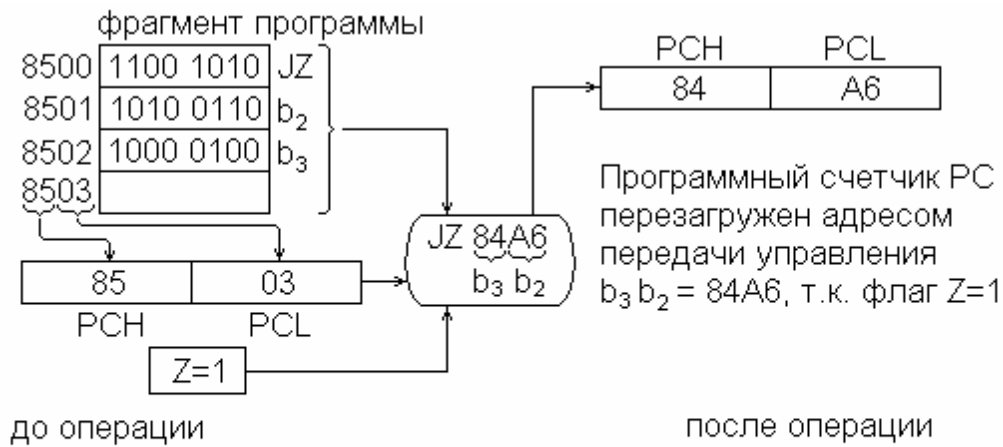 фрагмент программы
8500 1100 1010 JZ
8501 1010 0110 b2
8502 1000 0100 b3
8503
85 03
PCH PCL
Z=1
до операции
JZ 84A6
b3 b2
PCH PCL
84 A6
Программный счетчик PC
перезагружен адресом
передачи управления
b3 b2 = 84A6, т.к. флаг Z=1
после операции